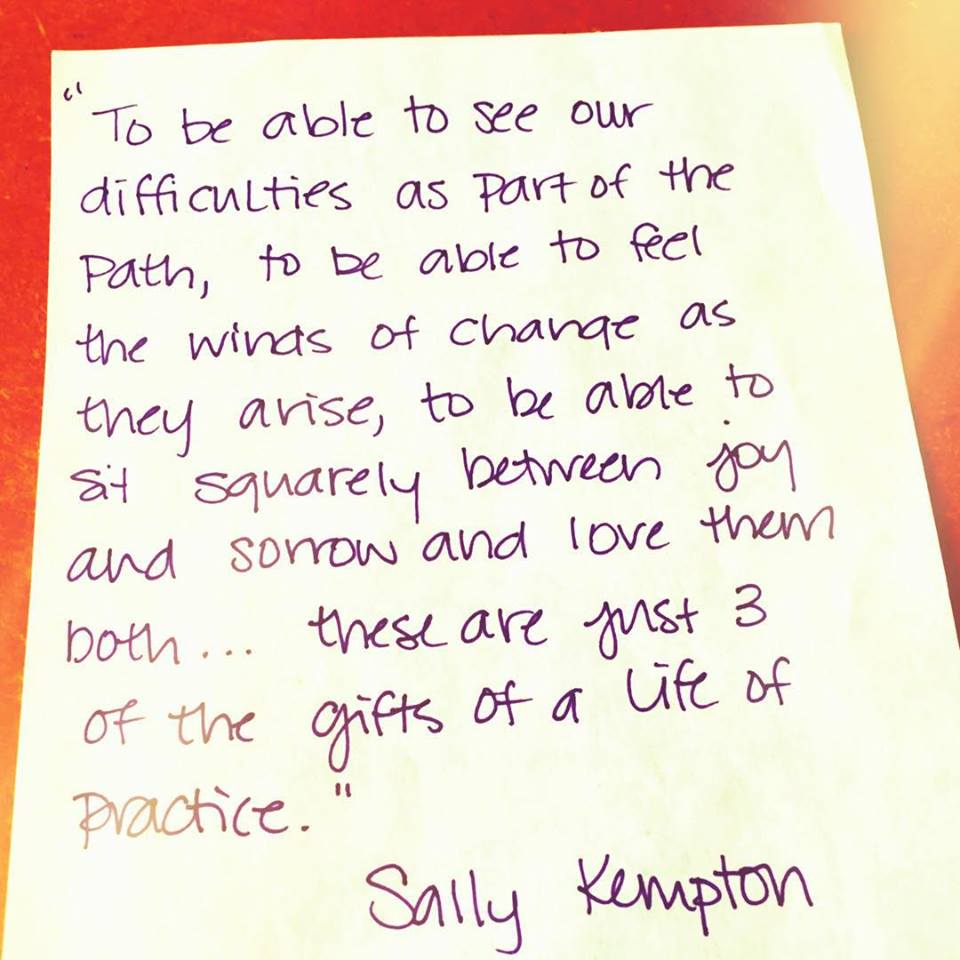 "To be able to see our
difficulties as part of the
Path, to be able to feel
the winds of change as
they arise, to be able to
sit squarely between joy
and sorrow and love them
both... these are just 3
of the gifts of a life of
practice."
Sally Kempton